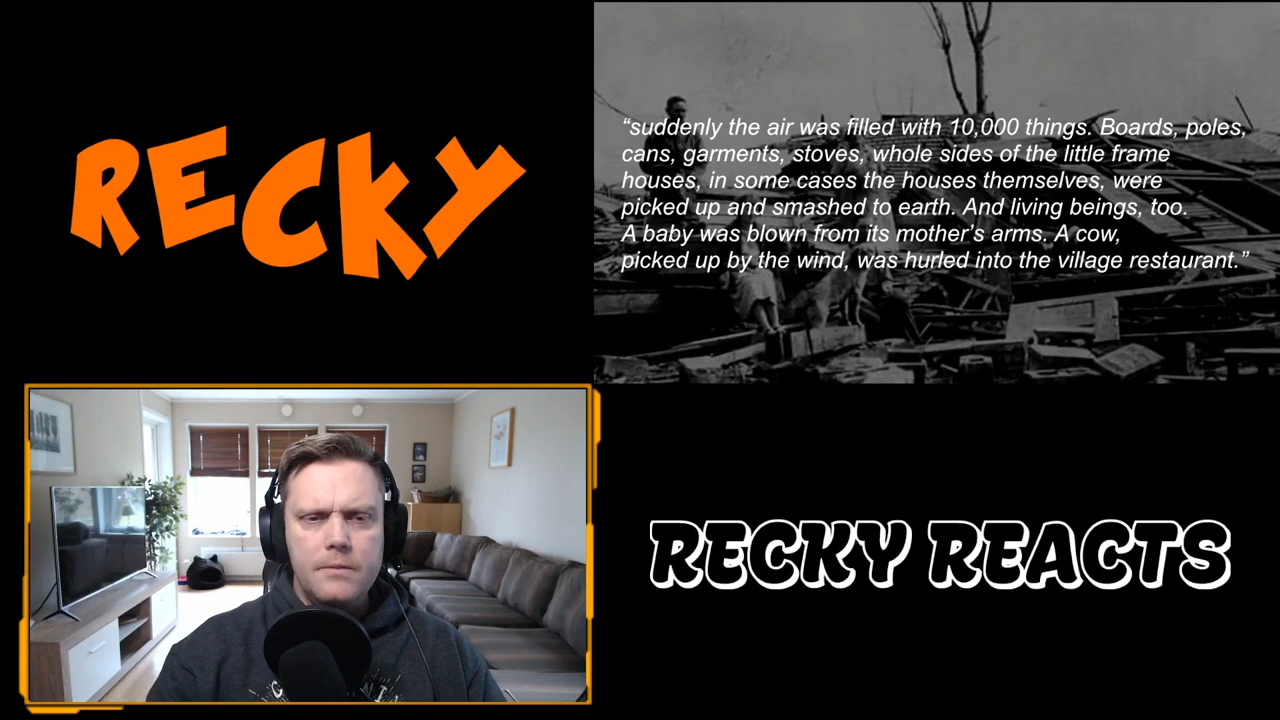 RECKY
“suddenly the air was filled with 10,000 things. Boards, poles,
cans, garments, stoves, whole sides of the little frame
houses, in some cases the houses themselves, were
picked up and smashed to earth. And living beings, too.
A baby was blown from its mother’s arms. A cow,
picked up by the wind, was hurled into the village restaurant.”
RECKY REACTS